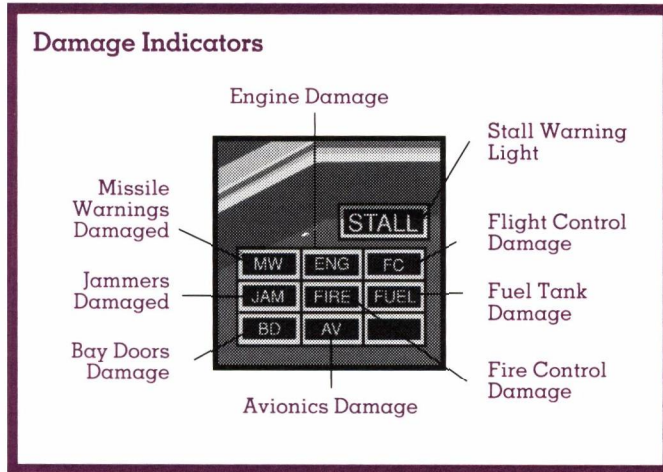 Damage Indicators
Engine Damage
Stall Warning
Light
Missile
Warnings
Damaged
STALL
Flight Control
Damage
MW ENG FC
Jammers
Damaged
JAM FIRE FUEL
Fuel Tank
Damage
BD AV
Bay Doors
Damage
Fire Control
Damage
Avionics Damage